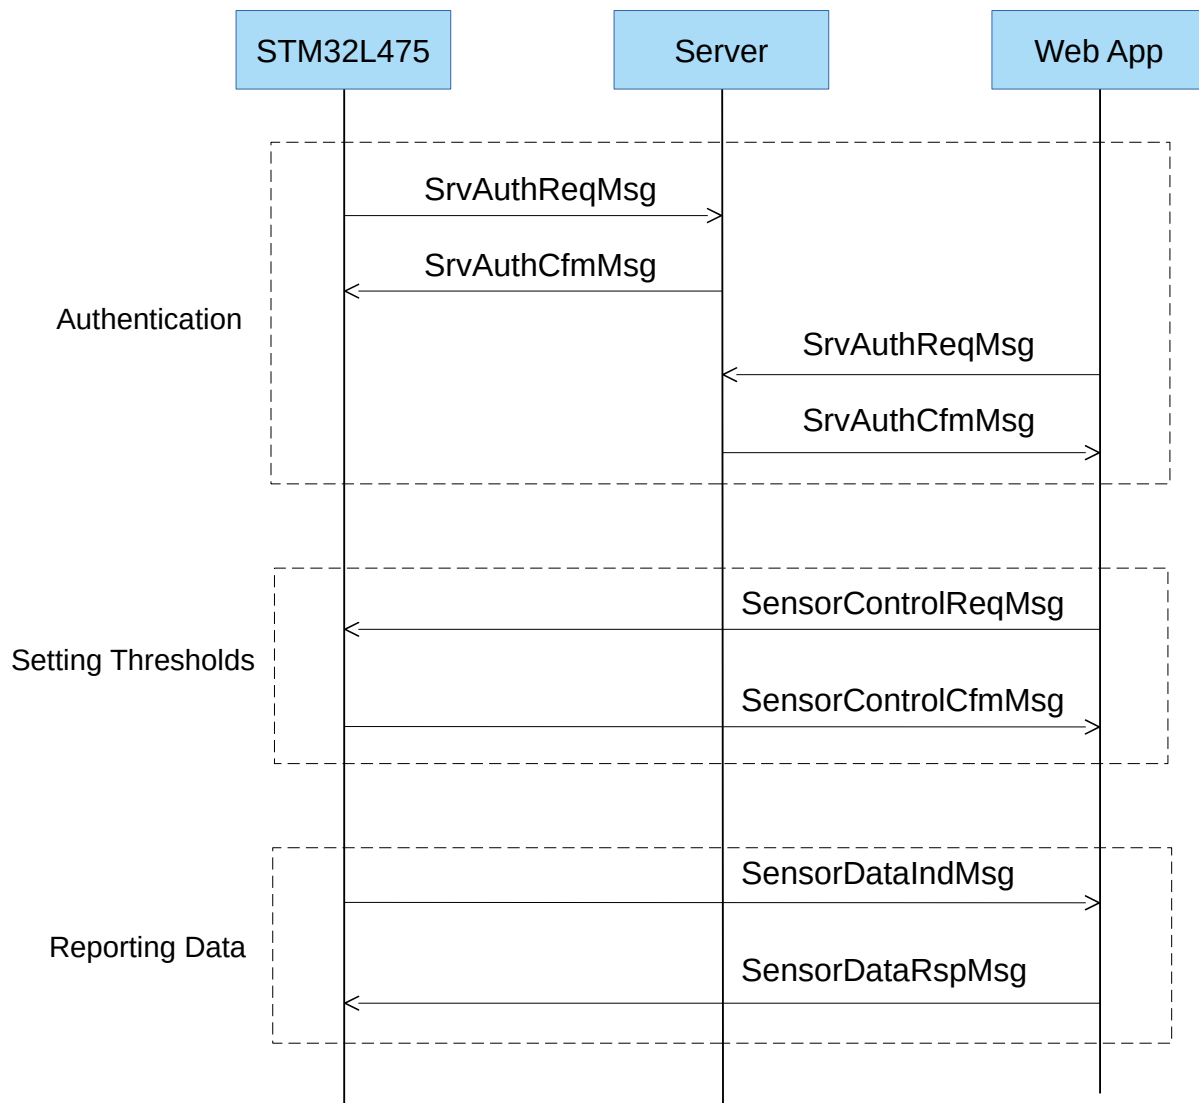 STM32L475
Server
Web App
SrvAuthReqMsg
SrvAuthCfmMsg
Authentication
SrvAuthReqMsg
SrvAuthCfmMsg
SensorControlReqMsg
Setting Thresholds
SensorControlCfmMsg
SensorDataIndMsg
Reporting Data
SensorDataRspMsg